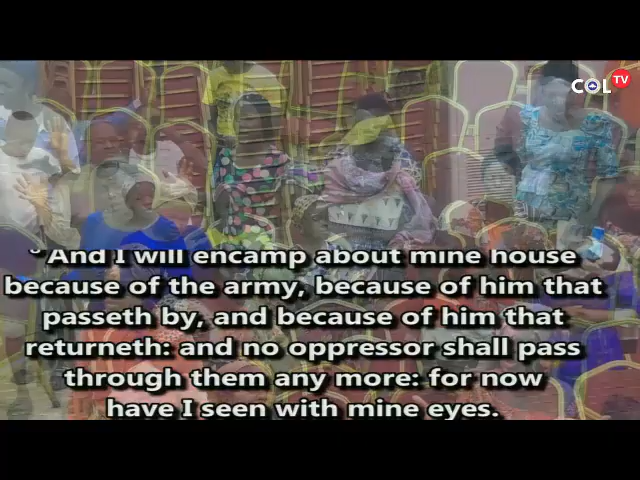 COL TV
⁸ And I will encamp about mine house
because of the army, because of him that
passeth by, and because of him that
returneth: and no oppressor shall pass
through them any more: for now
have I seen with mine eyes.